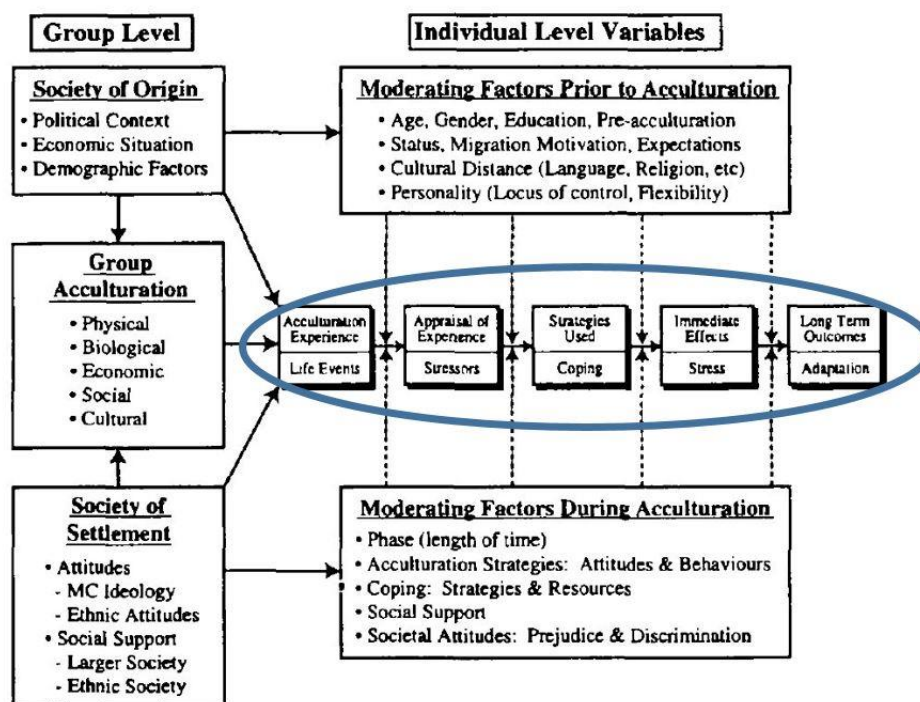 Group Level
Individual Level Variables
Society of Origin
• Political Context
• Economic Situation
• Demographic Factors
Moderating Factors Prior to Acculturation
• Age, Gender, Education, Pre-acculturation
• Status, Migration Motivation, Expectations
• Cultural Distance (Language, Religion, etc)
• Personality (Locus of control, Flexibility)
Group
Acculturation
• Physical
• Biological
• Economic
• Social
• Cultural
Acculturation
Experience
Life Events
Appraisal of
Experience
Stressors
Strategies
Used
Coping
Immediate
Effects
Stress
Long Term
Outcomes
Adaptation
Society of
Settlement
• Attitudes
- MC Ideology
- Ethnic Attitudes
• Social Support
- Larger Society
- Ethnic Society
Moderating Factors During Acculturation
• Phase (length of time)
• Acculturation Strategies: Attitudes & Behaviours
• Coping: Strategies & Resources
• Social Support
• Societal Attitudes: Prejudice & Discrimination